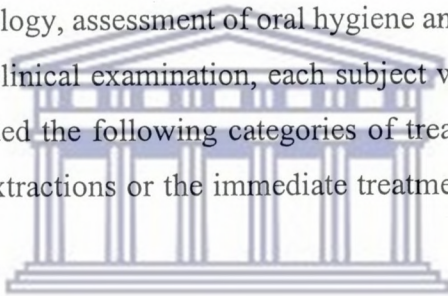 logy, assessment of oral hygiene an
linical examination, each subject v
ed the following categories of trea
xtractions or the immediate treatme